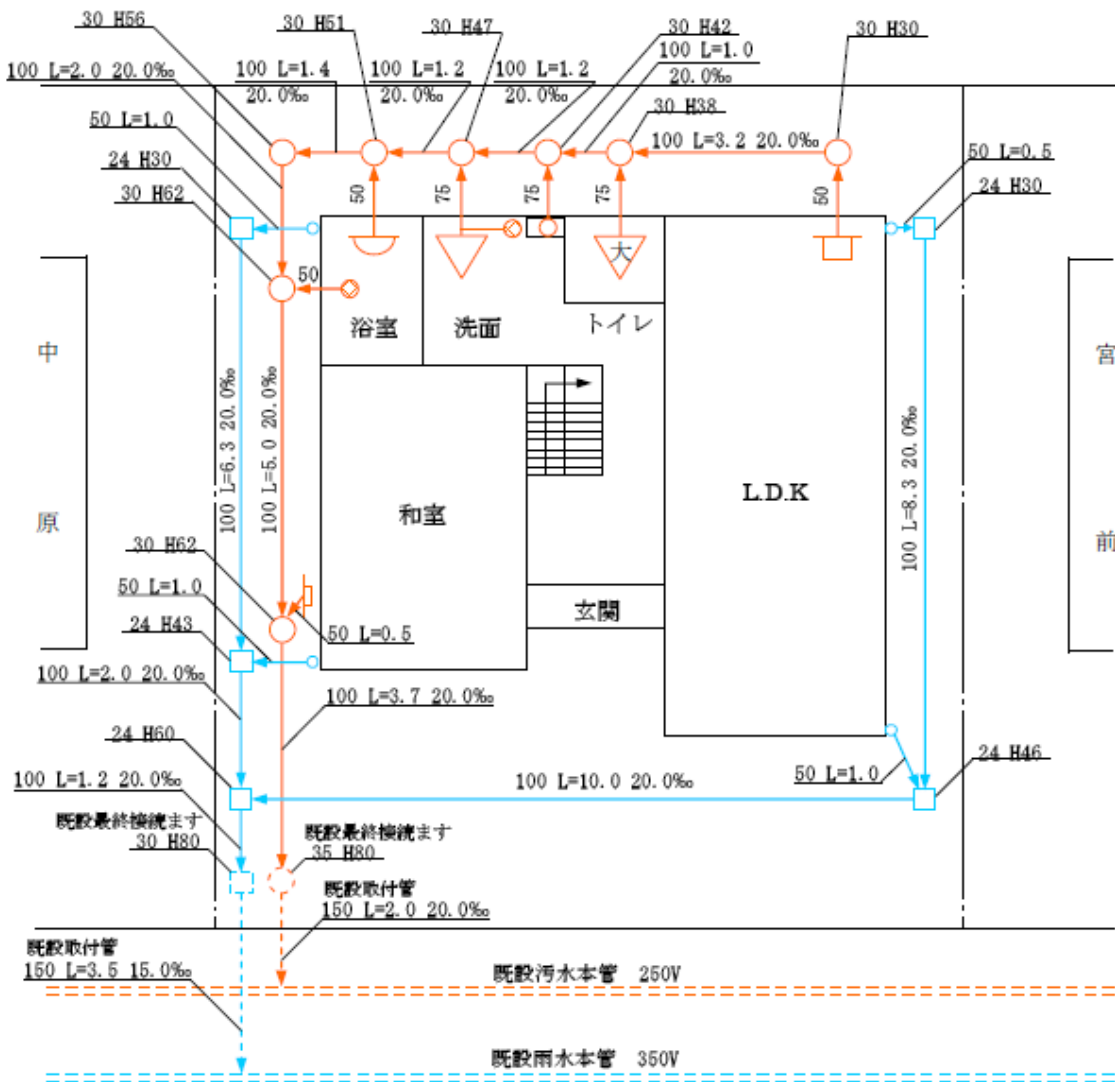 30 H56
30 H51
30 H47
30 H42
30 H30
100 L=2.0 20.0‰
100 L=1.4
20.0‰
100 L=1.2
20.0‰
100 L=1.2
20.0‰
100 L=1.0
20.0‰
50 L=1.0
30 H38
24 H30
100 L=3.2 20.0‰
50 L=0.5
30 H62
24 H30
50
75
75
75
50
大
50
浴室
洗面
トイレ
中
原
宮
前
100 L=6.3 20.0‰
100 L=5.0 20.0‰
100 L=8.3 20.0‰
和室
L.D.K
30 H62
50 L=1.0
玄関
24 H43
50 L=0.5
100 L=2.0 20.0‰
100 L=3.7 20.0‰
24 H60
24 H46
100 L=1.2 20.0‰
100 L=10.0 20.0‰
50 L=1.0
既設最終接続ます
30 H80
既設最終接続ます
35 H80
既設取付管
150 L=2.0 20.0‰
既設取付管
150 L=3.5 15.0‰
既設汚水本管 250V
既設雨水本管 350V